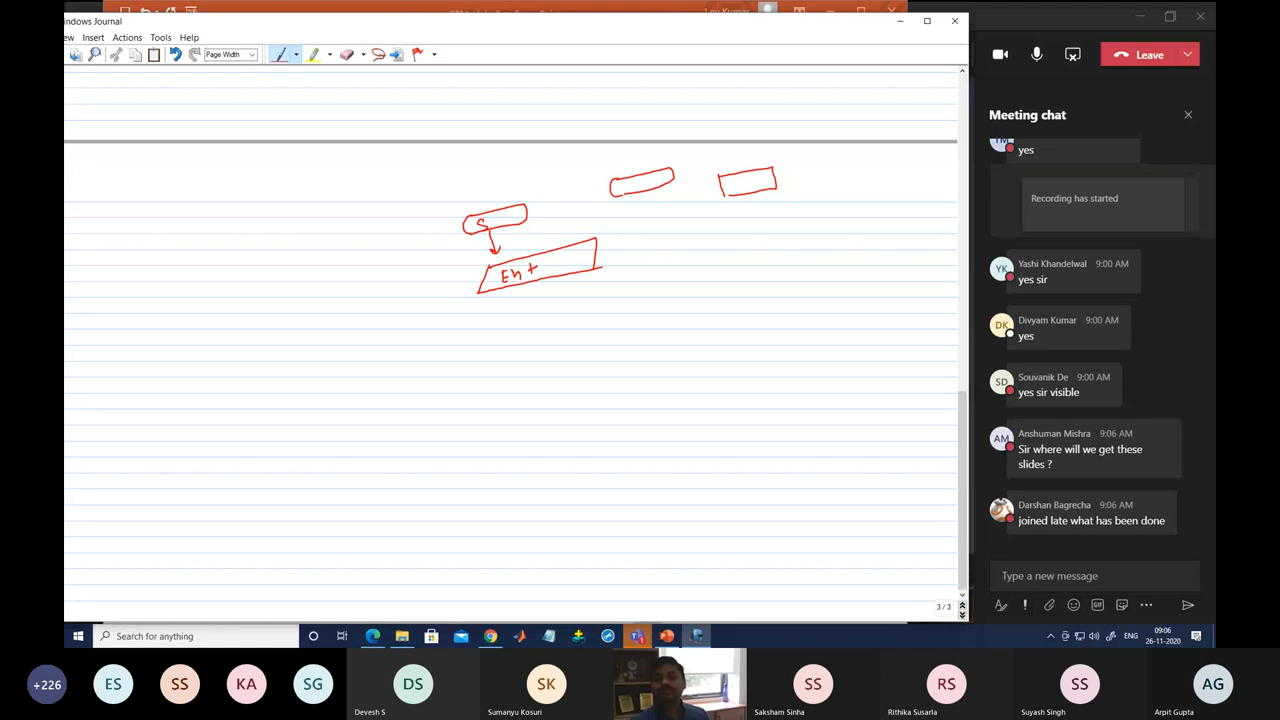 indows Journal
ew Insert Actions Tools Help
Page Width
S
Ent
3 / 3
Search for anything
ENG
09:06
26-11-2020
Leave
Meeting chat
yes
Recording has started
YK
Yashi Khandelwal 9:00 AM
yes sir
DK
Divyam Kumar 9:00 AM
yes
SD
Souvanik De 9:00 AM
yes sir visible
AM
Anshuman Mishra 9:06 AM
Sir where will we get these
slides ?
Darshan Bagrecha 9:06 AM
joined late what has been done
Type a new message
GIF
+226
ES
SS
KA
SG
DS
Devesh S
SK
Sumanyu Kosuri
SS
Saksham Sinha
RS
Rithika Susarla
SS
Suyash Singh
AG
Arpit Gupta